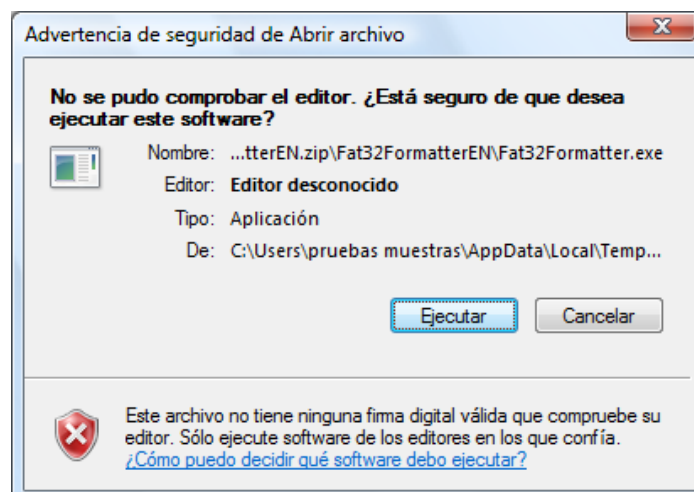 Advertencia de seguridad de Abrir archivo
No se pudo comprobar el editor. ¿Está seguro de que desea
ejecutar este software?
Nombre: ...tterEN.zip\Fat32FormatterEN\Fat32Formatter.exe
Editor: Editor desconocido
Tipo: Aplicación
De: C:\Users\pruebas muestras\AppData\Local\Temp...
Ejecutar Cancelar
Este archivo no tiene ninguna firma digital válida que compruebe su
editor. Sólo ejecute software de los editores en los que confía.
¿Cómo puedo decidir qué software debo ejecutar?